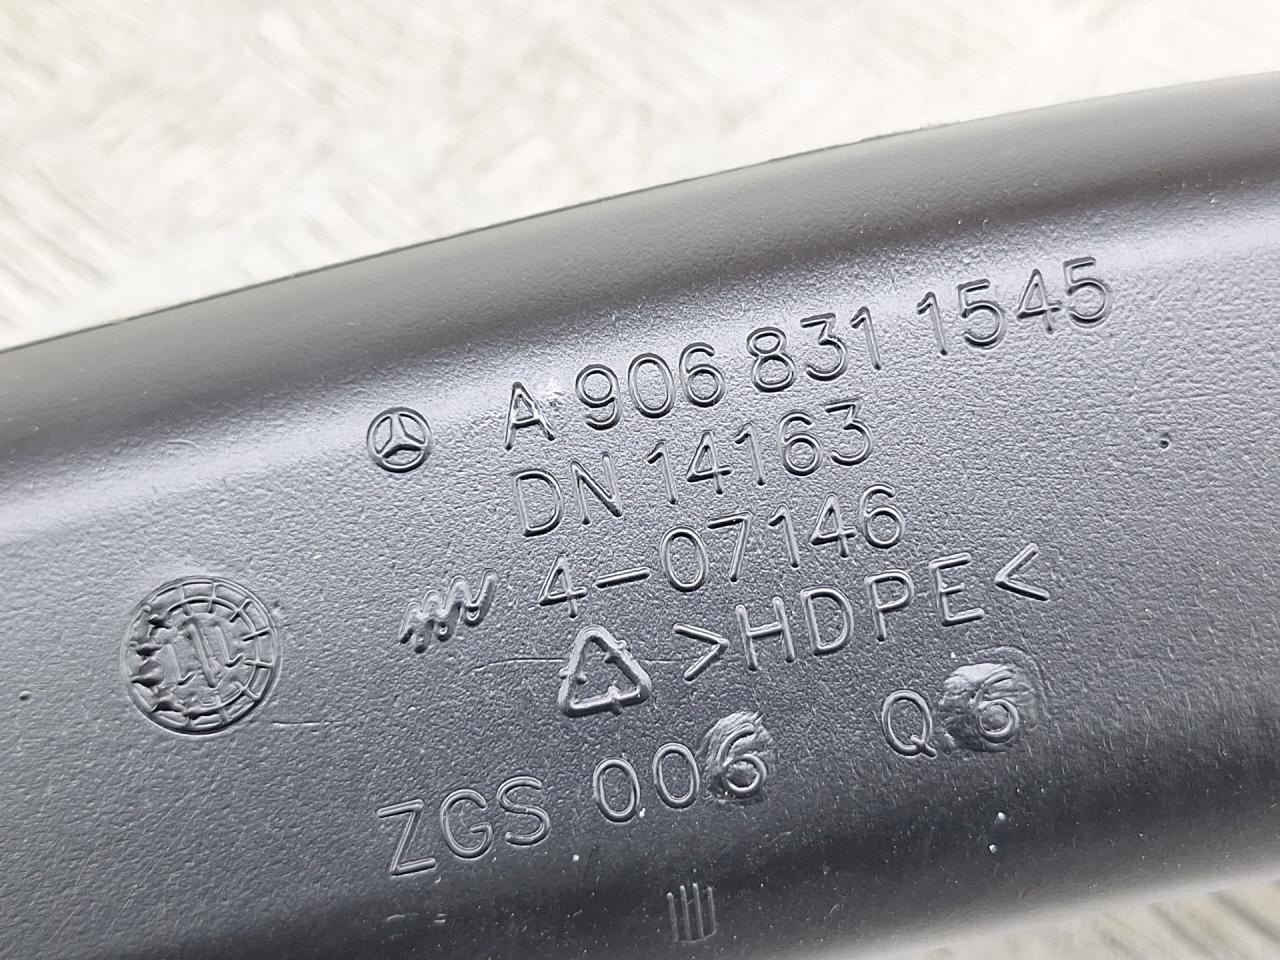 A 906 831 1545
DN 14163
4-07146
>HDPE<
ZGS 006 Q6